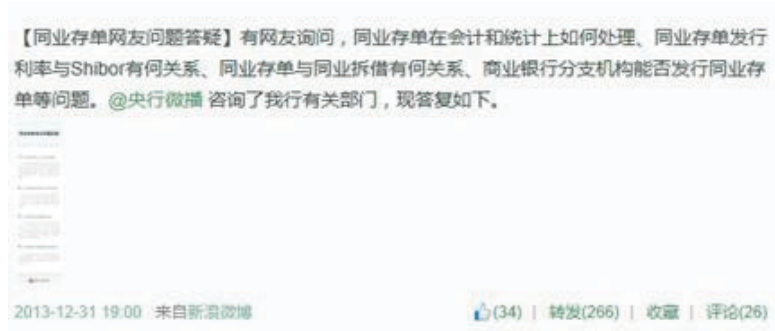 【同业存单网友问题答疑】有网友询问，同业存单在会计和统计上如何处理、同业存单发行
利率与Shibor有何关系、同业存单与同业拆借有何关系、商业银行分支机构能否发行同业存
单等问题。@央行微播 咨询了我行有关部门，现答复如下。
2013-12-31 19:00 来自新浪微博 (34) | 转发(266) | 收藏 | 评论(26)